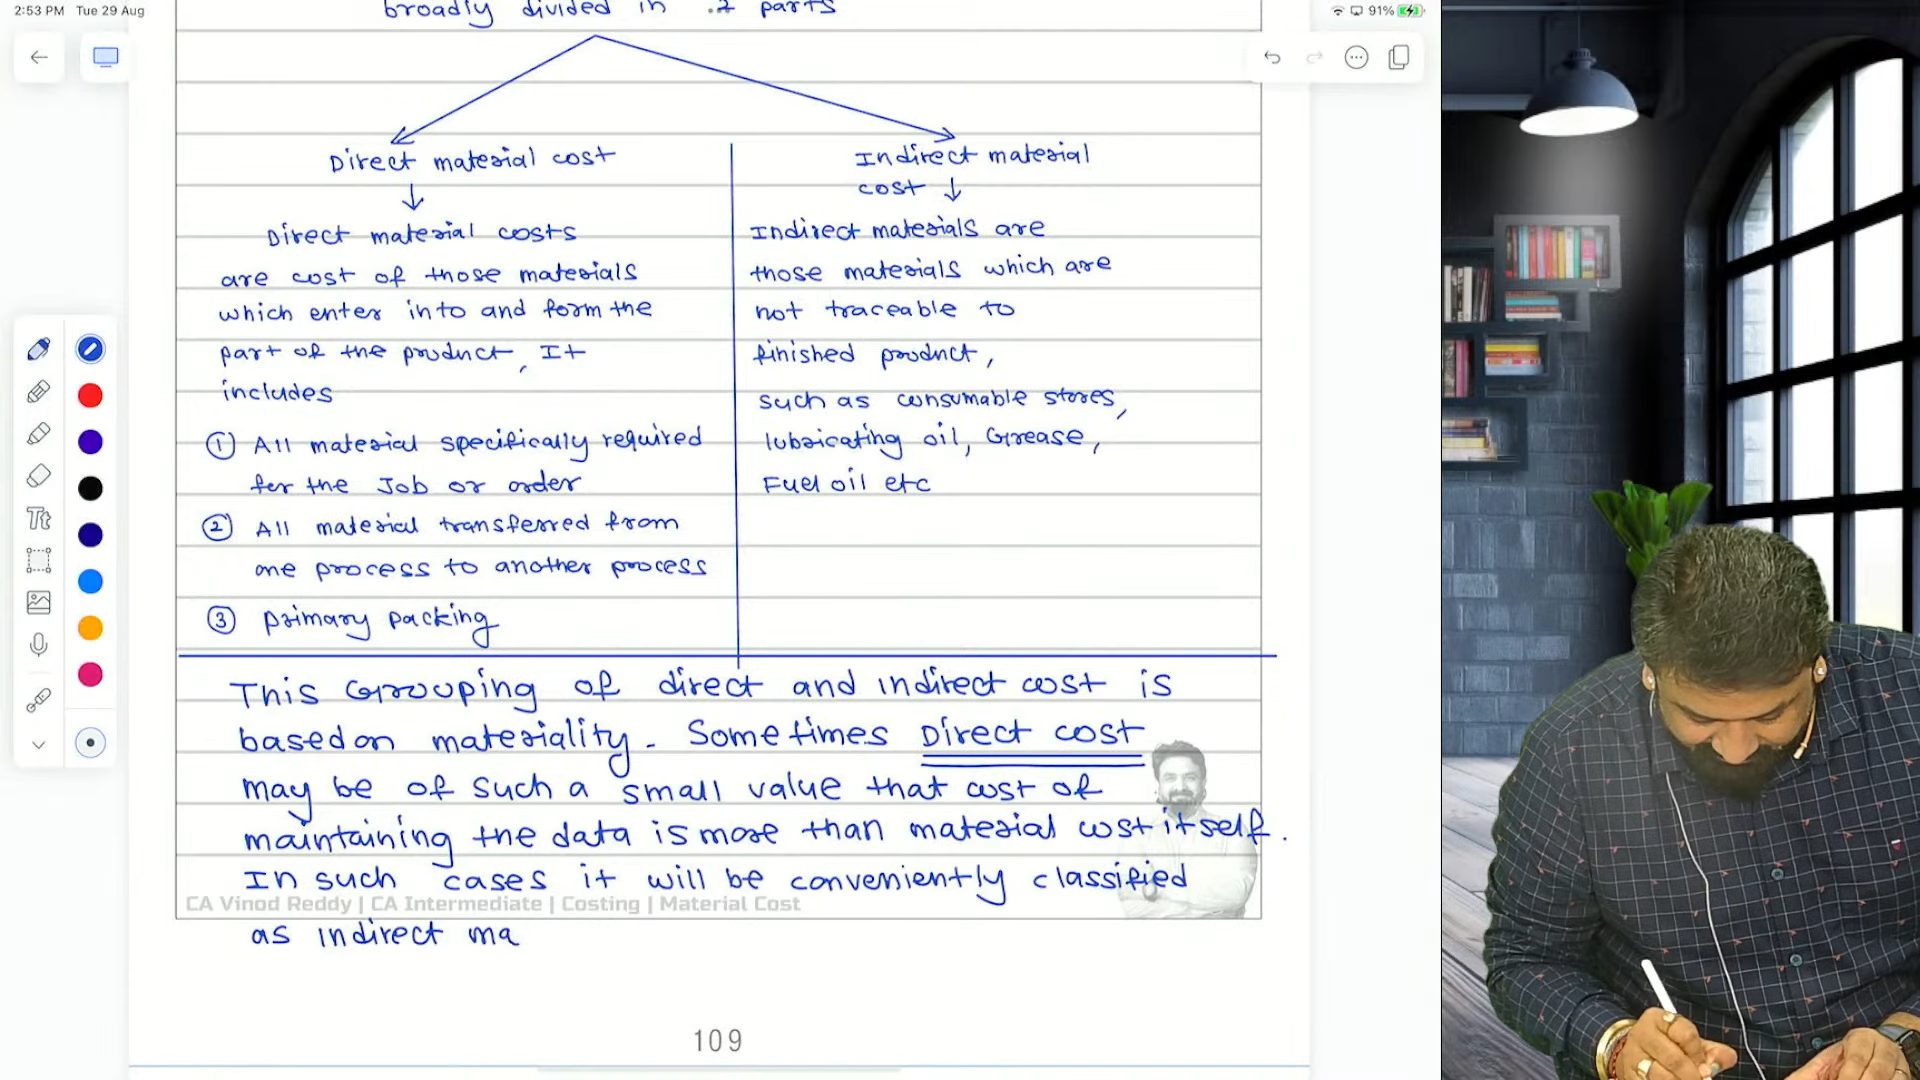 2:53 PM Tue 29 Aug
91%
broadly divided in 2 parts
Direct material cost
Direct material costs
are cost of those materials
which enter into and form the
part of the product, It
includes
① All material specifically required
for the Job or order
② All material transferred from
one process to another process
③ Primary packing
Indirect material
cost
Indirect materials are
those materials which are
not traceable to
finished product,
such as consumable stores,
lubricating oil, Grease,
Fuel oil etc
This Grouping of direct and indirect cost is
based on materiality. Sometimes Direct cost
may be of such a small value that cost of
maintaining the data is more than material cost itself.
In such cases it will be conveniently classified
CA Vinod Reddy | CA Intermediate | Costing | Material Cost
as indirect ma
109
Tt